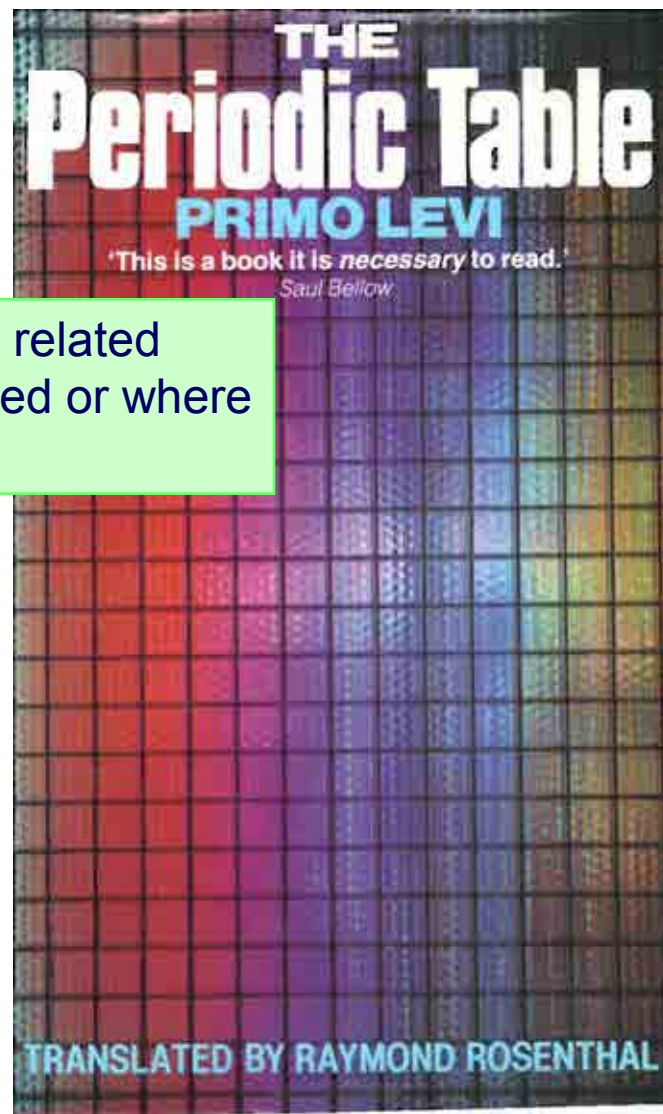 THE
Periodic Table
PRIMO LEVI
'This is a book it is necessary to read.'
Saul Bellow
related
ed or where
TRANSLATED BY RAYMOND ROSENTHAL